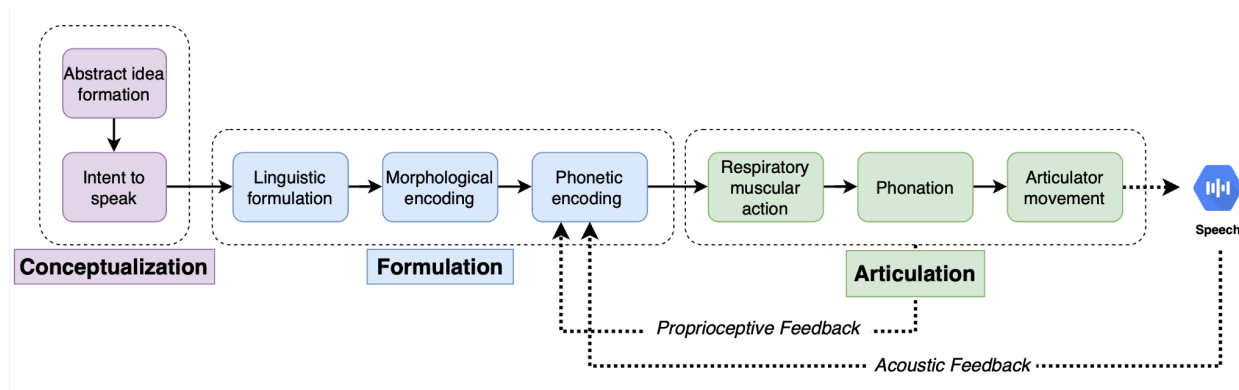 Abstract idea
formation
Intent to
speak
Conceptualization
Linguistic
formulation
Morphological
encoding
Phonetic
encoding
Formulation
Respiratory
muscular
action
Phonation
Articulator
movement
Articulation
Speech
Proprioceptive Feedback
Acoustic Feedback